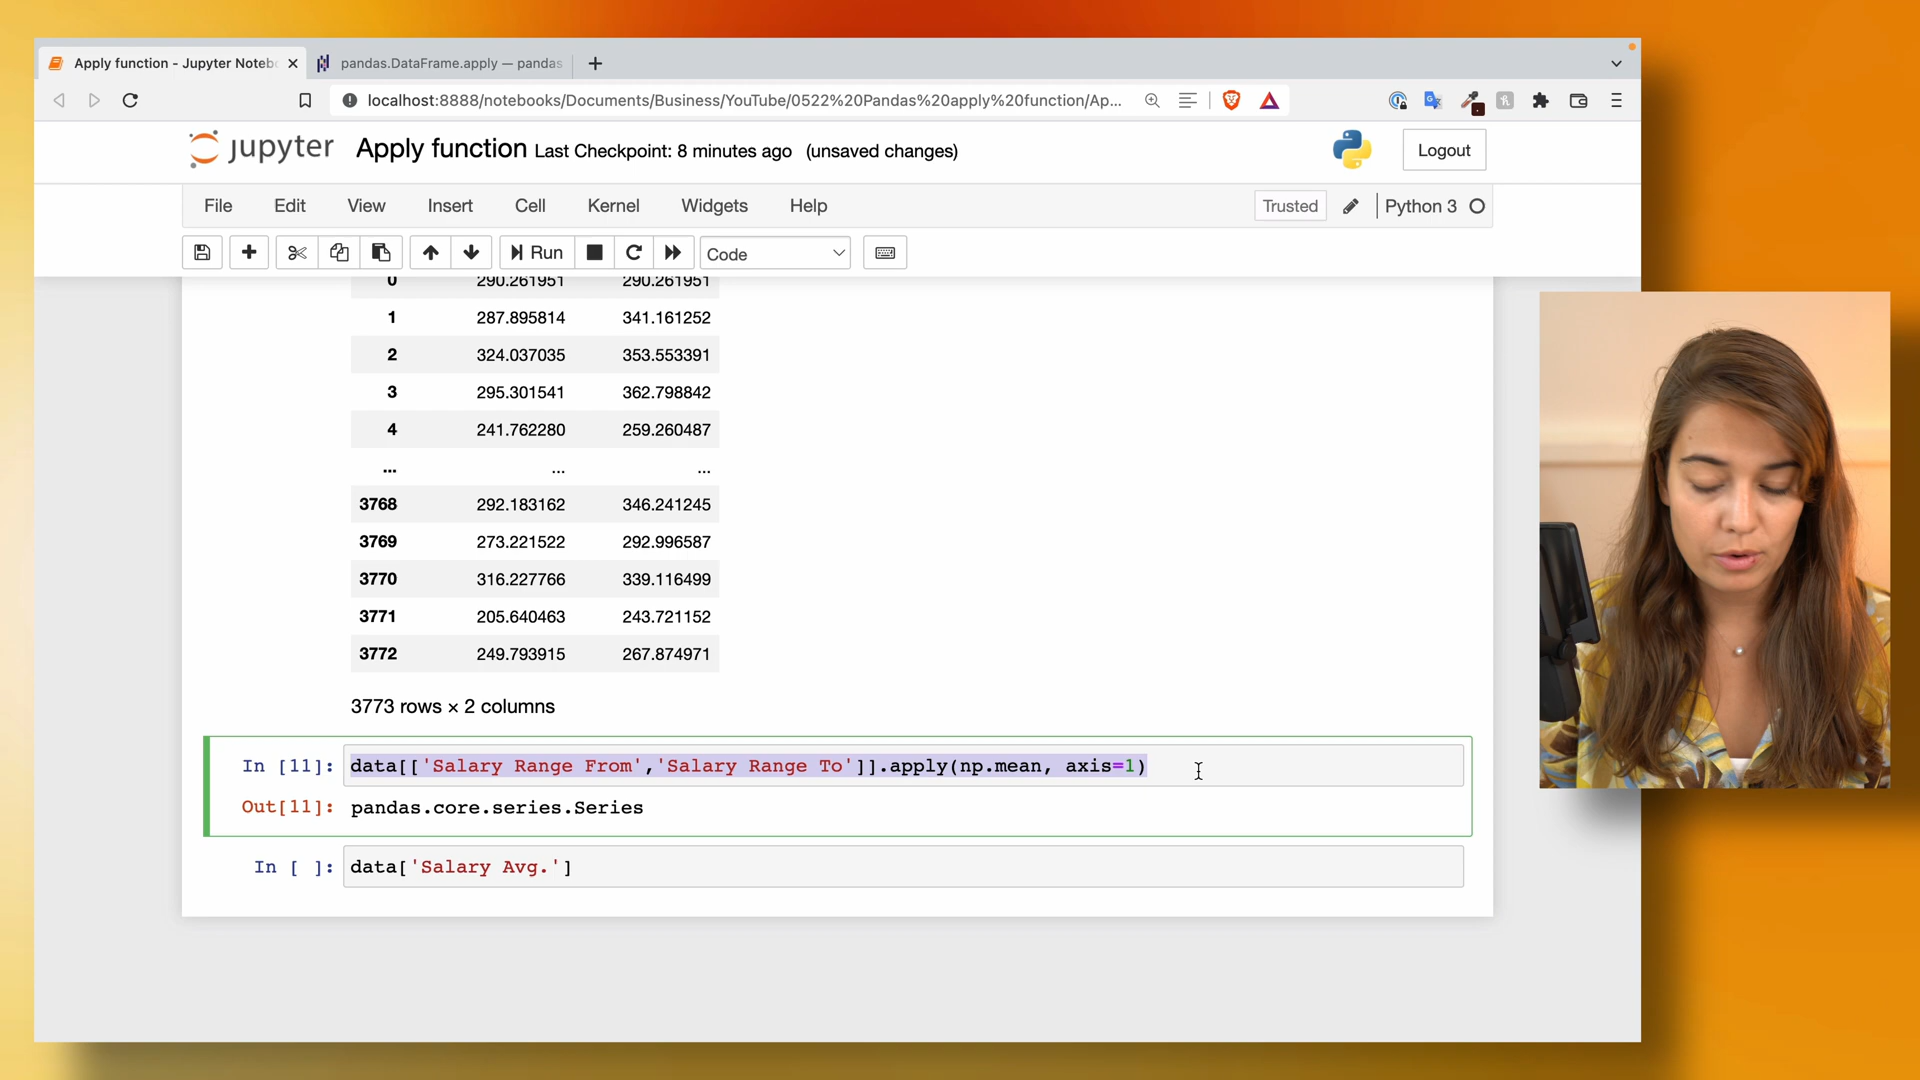 Apply function - Jupyter Noteb
pandas.DataFrame.apply — pandas
localhost:8888/notebooks/Documents/Business/YouTube/0522%20Pandas%20apply%20function/Ap...
jupyter Apply function Last Checkpoint: 8 minutes ago (unsaved changes)
Logout
File Edit View Insert Cell Kernel Widgets Help
Trusted Python 3
Run Code
0 290.261951 290.261951
1 287.895814 341.161252
2 324.037035 353.553391
3 295.301541 362.798842
4 241.762280 259.260487
... ... ...
3768 292.183162 346.241245
3769 273.221522 292.996587
3770 316.227766 339.116499
3771 205.640463 243.721152
3772 249.793915 267.874971
3773 rows × 2 columns
In [11]: data[['Salary Range From','Salary Range To']].apply(np.mean, axis=1)
Out[11]: pandas.core.series.Series
In [ ]: data['Salary Avg.']